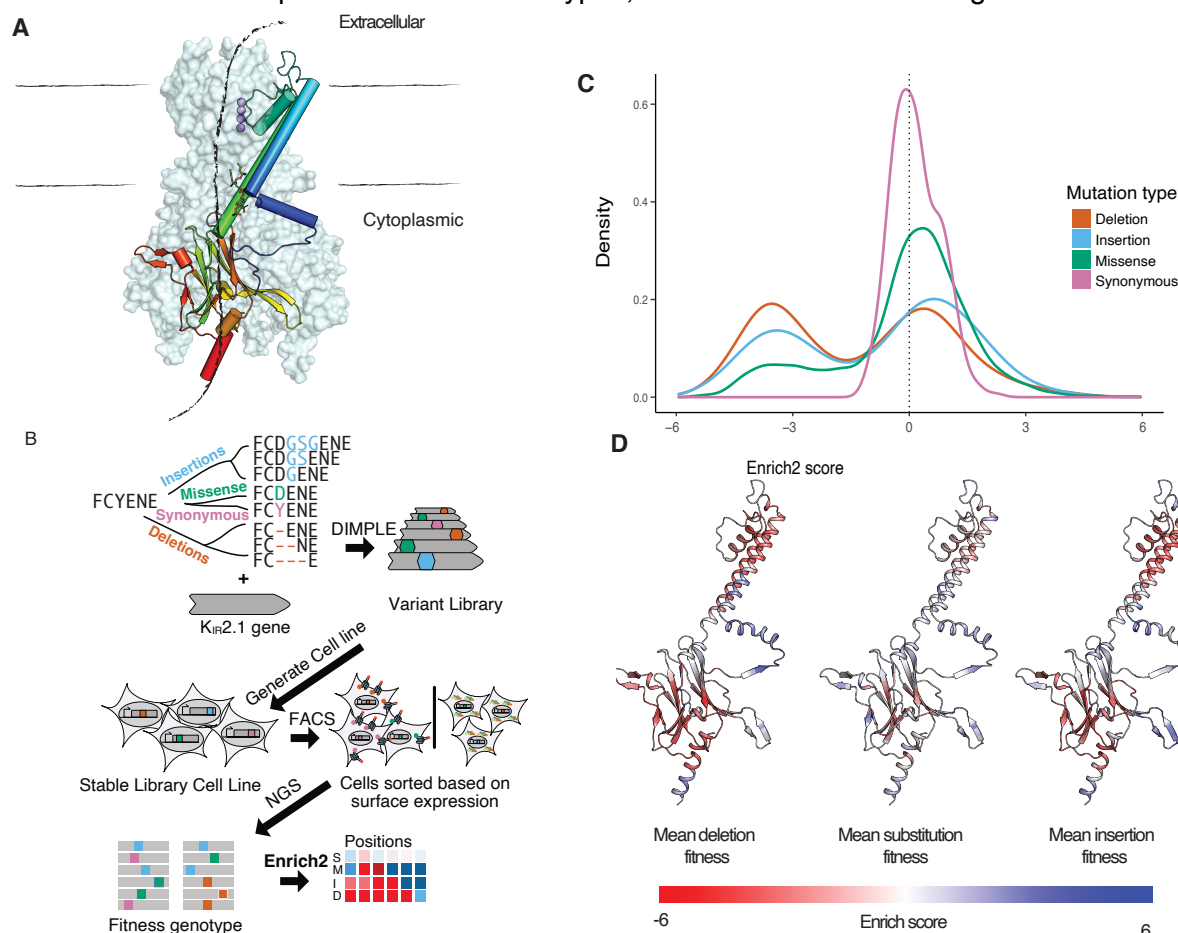 A
Extracellular
Cytoplasmic
C
0.6
0.4
0.2
0.0
Density
-6
-3
0
3
6
Enrich2 score
Mutation type
Deletion
Insertion
Missense
Synonymous
B
FCYENE
Insertions
Missense
Synonymous
Deletions
FCDGSGENE
FCDGSENE
FCDGENE
FCDENE
FCYENE
FC-ENE
FC--NE
FC----E
DIMPLE
+
KIR2.1 gene
Variant Library
Generate Cell line
FACS
Stable Library Cell Line
Cells sorted based on
surface expression
NGS
Enrich2
Positions
S
M
I
D
Fitness genotype
D
Mean deletion
fitness
Mean substitution
fitness
Mean insertion
fitness
-6
Enrich score
6